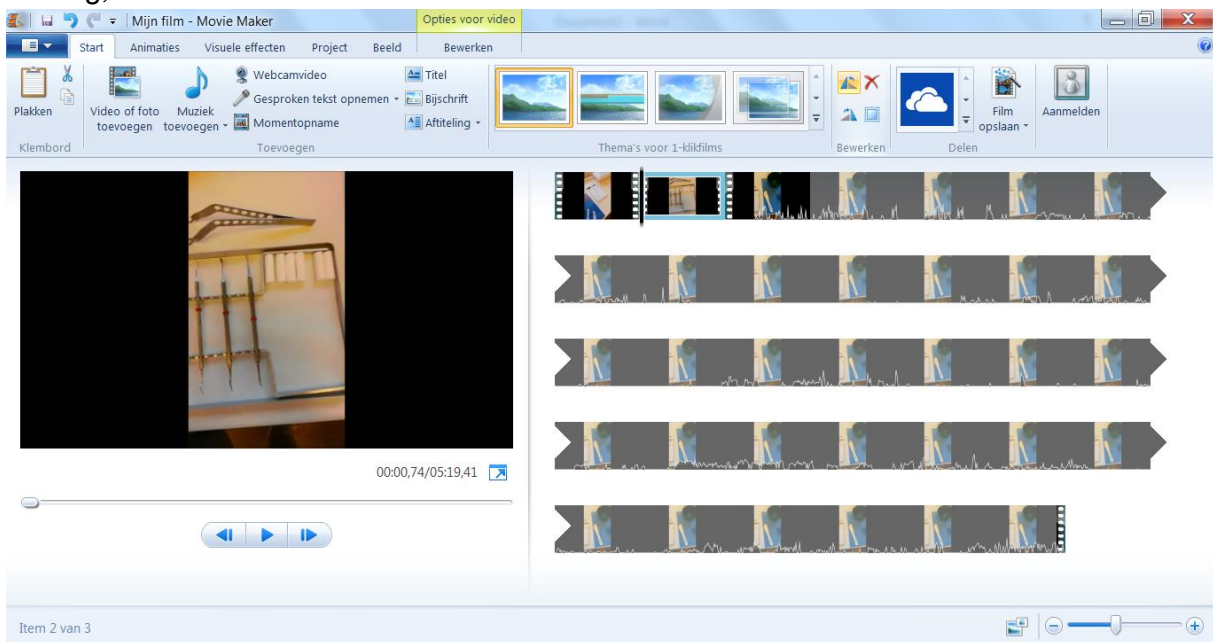 Mijn film - Movie Maker
Opties voor video
Start Animaties Visuele effecten Project Beeld Bewerken
Plakken
Klembord
Video of foto toevoegen
Muziek toevoegen
Webcamvideo
Gesproken tekst opnemen
Momentopname
Titel
Bijschrift
Aftiteling
Toevoegen
Thema's voor 1-klikfilms
Bewerken
Film opslaan
Delen
Aanmelden
00:00,74/05:19,41
Item 2 van 3